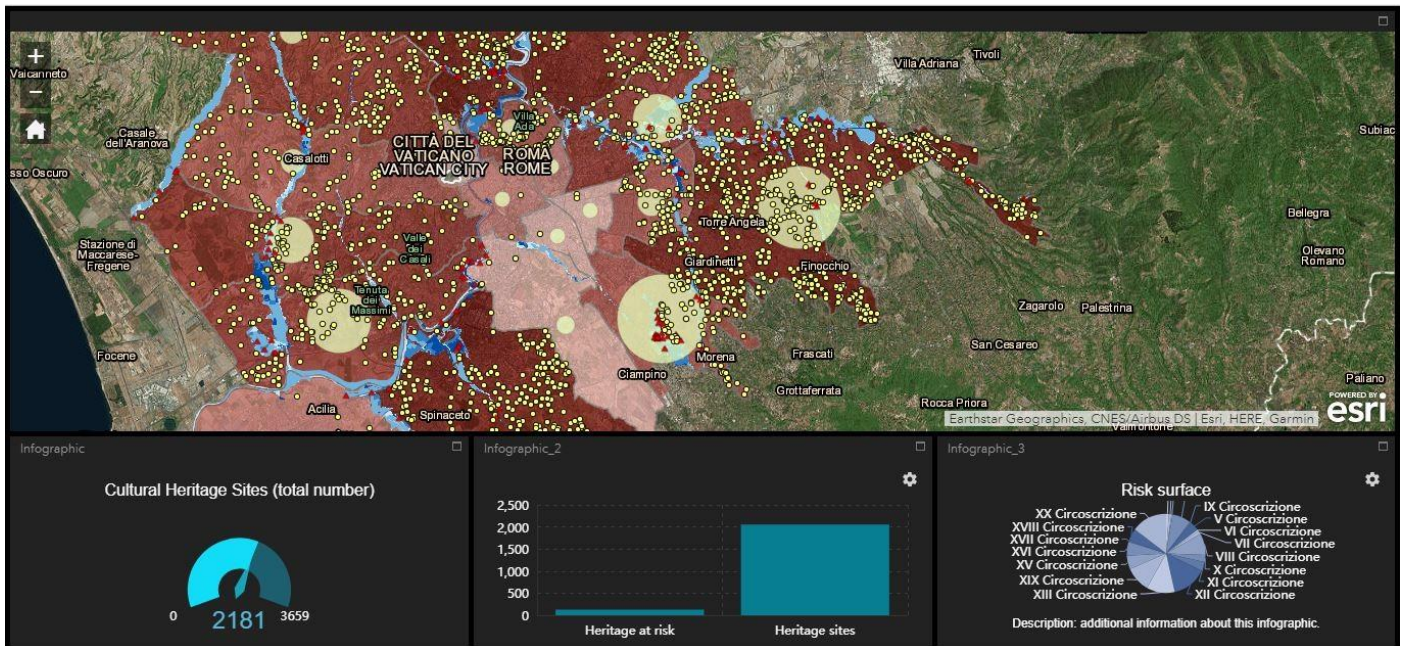 +
−
Vaicanneto
Casale
dell'Aranova
sso Oscuro
Stazione di
Maccarese-
Fregene
Focene
Casalotti
CITTÀ DEL
VATICANO
VATICAN CITY
ROMA
ROME
Villa
Ada
Valle
dei
Casali
Tenuta
dei
Massimi
Acilia
Spinaceto
Torre Angela
Giardinetti
Finocchio
Morena
Ciampino
Frascati
Grottaferrata
Rocca Priora
Villa Adriana
Tivoli
Subiac
Bellegra
Olevano
Romano
Zagarolo
Palestrina
San Cesareo
Paliano
Valmontone
POWERED BY
esri
Earthstar Geographics, CNES/Airbus DS | Esri, HERE, Garmin
Infographic
Cultural Heritage Sites (total number)
0
2181
3659
Infographic_2
2,500
2,000
1,500
1,000
500
0
Heritage at risk
Heritage sites
Infographic_3
Risk surface
XX Circoscrizione
XVIII Circoscrizione
XVII Circoscrizione
XVI Circoscrizione
XV Circoscrizione
XIX Circoscrizione
XIII Circoscrizione
IX Circoscrizione
V Circoscrizione
VI Circoscrizione
VII Circoscrizione
VIII Circoscrizione
X Circoscrizione
XI Circoscrizione
XII Circoscrizione
Description: additional information about this infographic.